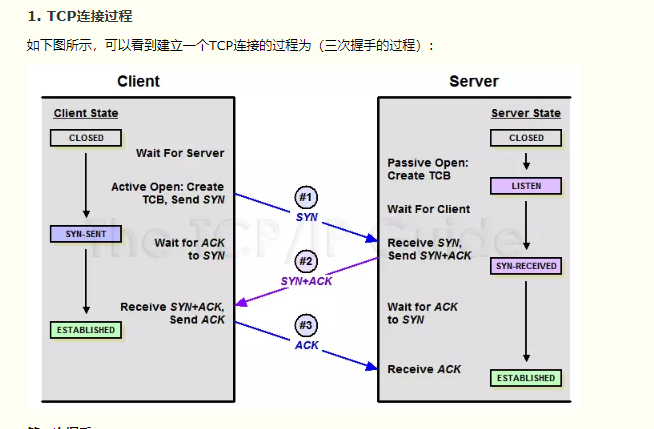 1. TCP连接过程
如下图所示，可以看到建立一个TCP连接的过程为（三次握手的过程）：
Client
Server
Client State
Server State
CLOSED
CLOSED
Wait For Server
Passive Open:
Create TCB
Active Open: Create
TCB, Send SYN
#1
SYN
LISTEN
Wait For Client
The TCP/IP Guide
SYN-SENT
Wait for ACK
to SYN
Receive SYN,
Send SYN+ACK
#2
SYN+ACK
SYN-RECEIVED
Receive SYN+ACK,
Send ACK
Wait for ACK
to SYN
ESTABLISHED
#3
ACK
Receive ACK
ESTABLISHED